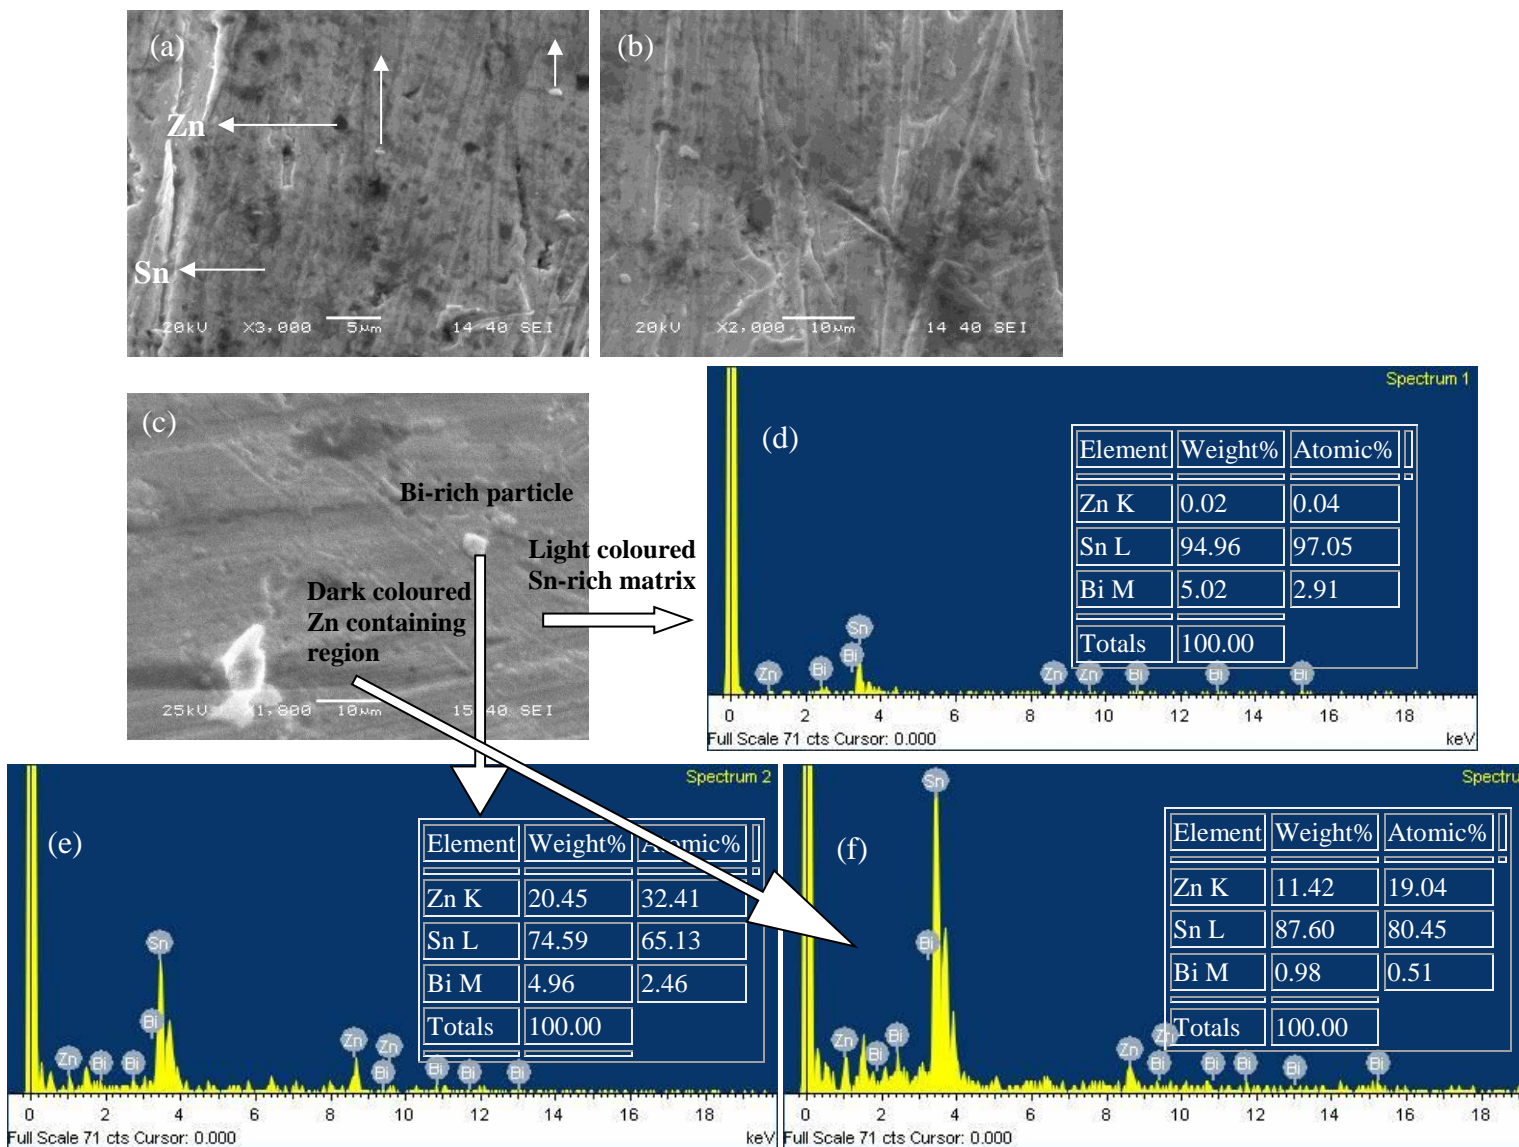 (a)
Zn
Sn
20kV X3,000 5μm 14 40 SEI
(b)
20kV X2,000 10μm 14 40 SEI
(c)
Bi-rich particle
Dark coloured
Zn containing
region
Light coloured
Sn-rich matrix
25kV 1,800 10μm 15 40 SEI
Spectrum 1
(d)
Element Weight% Atomic%
Zn K 0.02 0.04
Sn L 94.96 97.05
Bi M 5.02 2.91
Totals 100.00
Sn
Zn Bi Bi Zn Zn Bi Bi Bi
0 2 4 6 8 10 12 14 16 18
Full Scale 71 cts Cursor: 0.000 keV
Spectrum 2
(e)
Element Weight% Atomic%
Zn K 20.45 32.41
Sn L 74.59 65.13
Bi M 4.96 2.46
Totals 100.00
Sn
Bi
Zn Bi Bi Zn Zn Bi Bi Bi Bi
0 2 4 6 8 10 12 14 16 18
Full Scale 71 cts Cursor: 0.000 keV
Spectru
(f)
Element Weight% Atomic%
Zn K 11.42 19.04
Sn L 87.60 80.45
Bi M 0.98 0.51
Totals 100.00
Sn
Bi
Zn Bi Bi Zn Zn Bi Bi Bi Bi Bi
0 2 4 6 8 10 12 14 16 18
Full Scale 71 cts Cursor: 0.000 keV